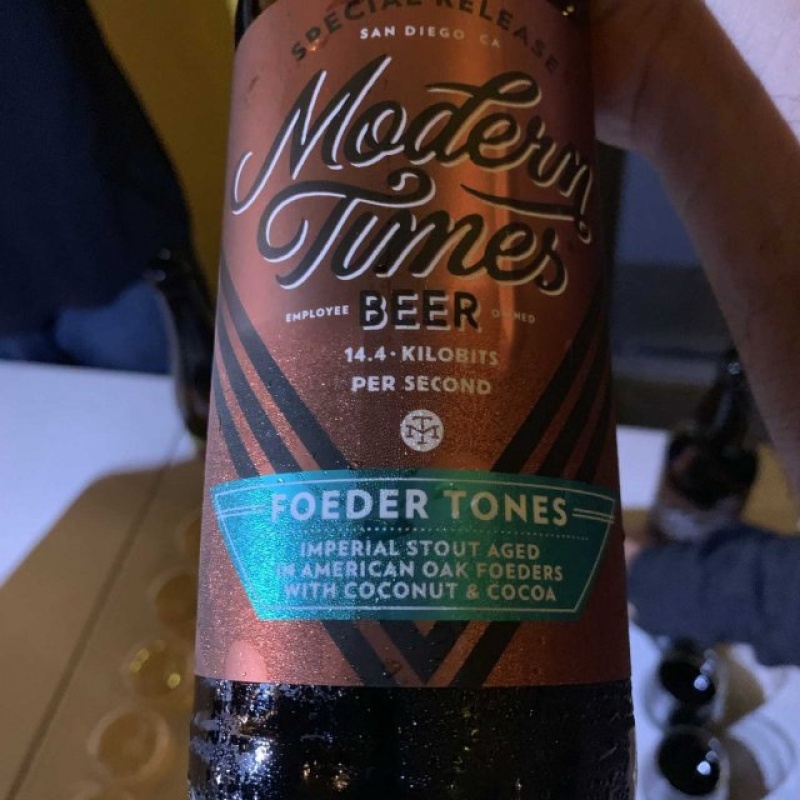 SPECIAL RELEASE
SAN DIEGO CA
Modern
Times
EMPLOYEE BEER OWNED
14.4 · KILOBITS
PER SECOND
TM
FOEDER TONES
IMPERIAL STOUT AGED
IN AMERICAN OAK FOEDERS
WITH COCONUT & COCOA